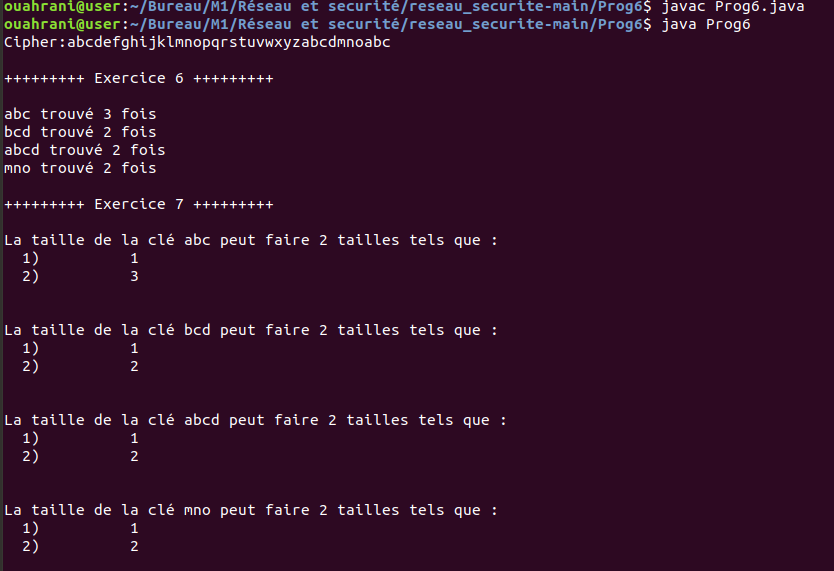 ouahrani@user:~/Bureau/M1/Réseau et securité/reseau_securite-main/Prog6$ javac Prog6.java
ouahrani@user:~/Bureau/M1/Réseau et securité/reseau_securite-main/Prog6$ java Prog6
Cipher:abcdefghijklmnopqrstuvwxyzabcdmnoabc
+++++++++ Exercice 6 +++++++++
abc trouvé 3 fois
bcd trouvé 2 fois
abcd trouvé 2 fois
mno trouvé 2 fois
+++++++++ Exercice 7 +++++++++
La taille de la clé abc peut faire 2 tailles tels que :
1) 1
2) 3
La taille de la clé bcd peut faire 2 tailles tels que :
1) 1
2) 2
La taille de la clé abcd peut faire 2 tailles tels que :
1) 1
2) 2
La taille de la clé mno peut faire 2 tailles tels que :
1) 1
2) 2